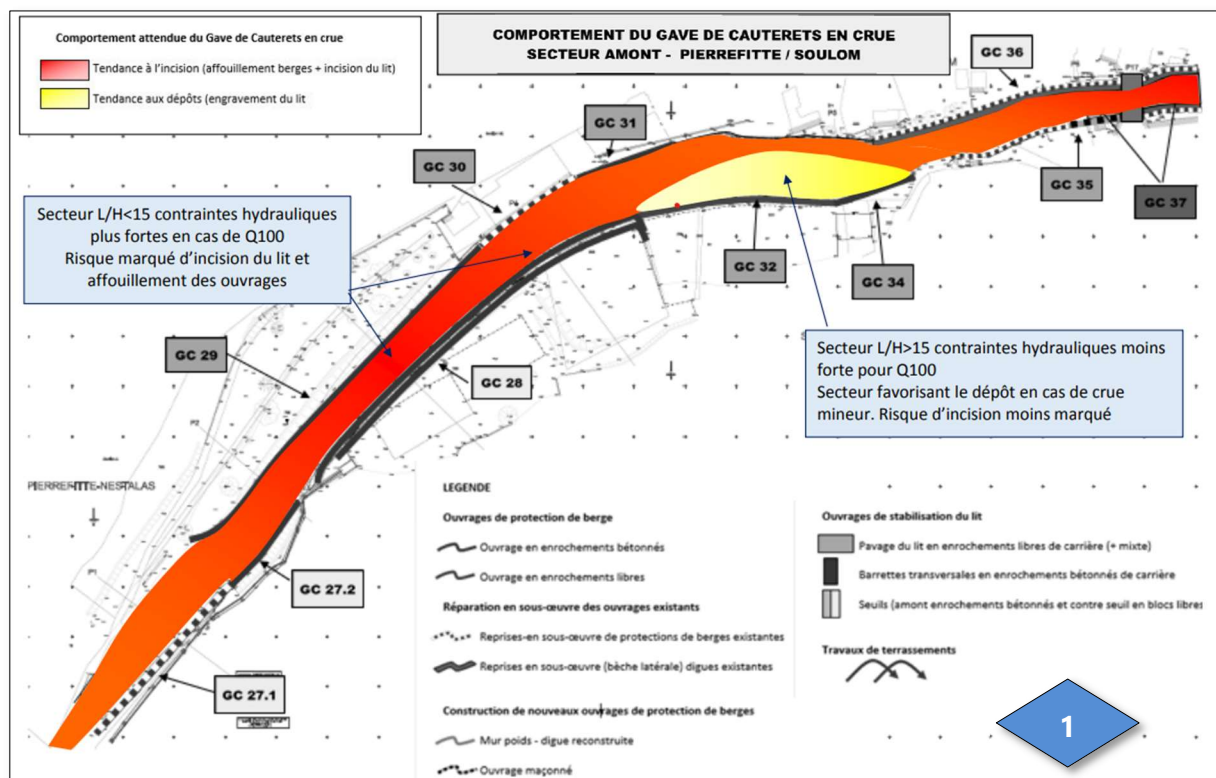 Comportement attendue du Gave de Cauterets en crue
Tendance à l'incision (affouillement berges + incision du lit)
Tendance aux dépôts (engravement du lit
COMPORTEMENT DU GAVE DE CAUTERETS EN CRUE
SECTEUR AMONT - PIERREFITTE / SOULOM
GC 36
P17
GC 31
GC 30
GC 35
GC 37
Secteur L/H<15 contraintes hydrauliques
plus fortes en cas de Q100
Risque marqué d'incision du lit et
affouillement des ouvrages
GC 32
GC 34
GC 29
GC 28
Secteur L/H>15 contraintes hydrauliques moins
forte pour Q100
Secteur favorisant le dépôt en cas de crue
mineur. Risque d'incision moins marqué
P2
PIERREFITTE-NESTALAS
P1
GC 27.2
GC 27.1
LEGENDE
Ouvrages de protection de berge
Ouvrage en enrochements bétonnés
Ouvrage en enrochements libres
Réparation en sous-œuvre des ouvrages existants
Reprises-en sous-œuvre de protections de berges existantes
Reprises en sous-œuvre (bèche latérale) digues existantes
Construction de nouveaux ouvrages de protection de berges
Mur poids - digue reconstruite
Ouvrage maçonné
Ouvrages de stabilisation du lit
Pavage du lit en enrochements libres de carrière (+ mixte)
Barrettes transversales en enrochements bétonnés de carrière
Seuils (amont enrochements bétonnés et contre seuil en blocs libres
Travaux de terrassements
1